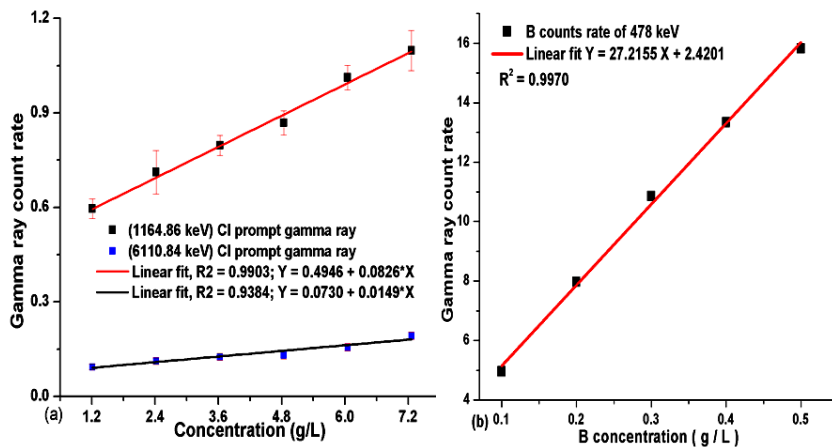 1.2
0.9
0.6
0.3
0.0
Gamma ray count rate
(1164.86 keV) Cl prompt gamma ray
(6110.84 keV) Cl prompt gamma ray
Linear fit, R2 = 0.9903; Y = 0.4946 + 0.0826*X
Linear fit, R2 = 0.9384; Y = 0.0730 + 0.0149*X
1.2 2.4 3.6 4.8 6.0 7.2
(a)
Concentration (g/L)
16
14
12
10
8
6
4
Gamma ray count rate
B counts rate of 478 keV
Linear fit Y = 27.2155 X + 2.4201
R² = 0.9970
0.1 0.2 0.3 0.4 0.5
(b)
B concentration ( g / L )